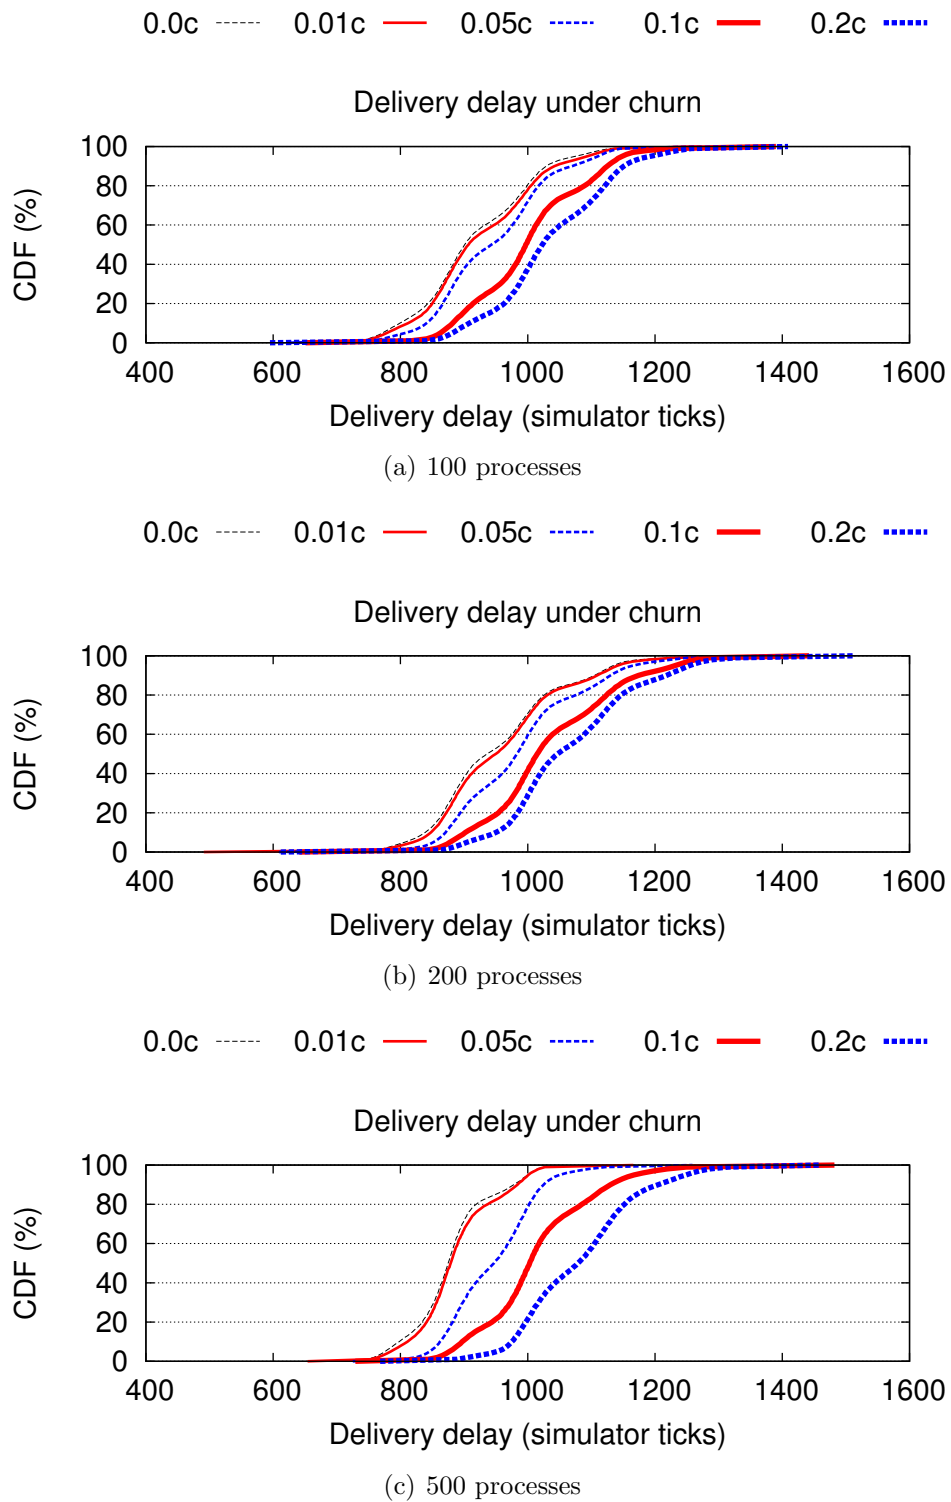 0.0c 0.01c 0.05c 0.1c 0.2c
Delivery delay under churn
100
80
60
40
20
0
CDF (%)
400 600 800 1000 1200 1400 1600
Delivery delay (simulator ticks)
(a) 100 processes
0.0c 0.01c 0.05c 0.1c 0.2c
Delivery delay under churn
100
80
60
40
20
0
CDF (%)
400 600 800 1000 1200 1400 1600
Delivery delay (simulator ticks)
(b) 200 processes
0.0c 0.01c 0.05c 0.1c 0.2c
Delivery delay under churn
100
80
60
40
20
0
CDF (%)
400 600 800 1000 1200 1400 1600
Delivery delay (simulator ticks)
(c) 500 processes